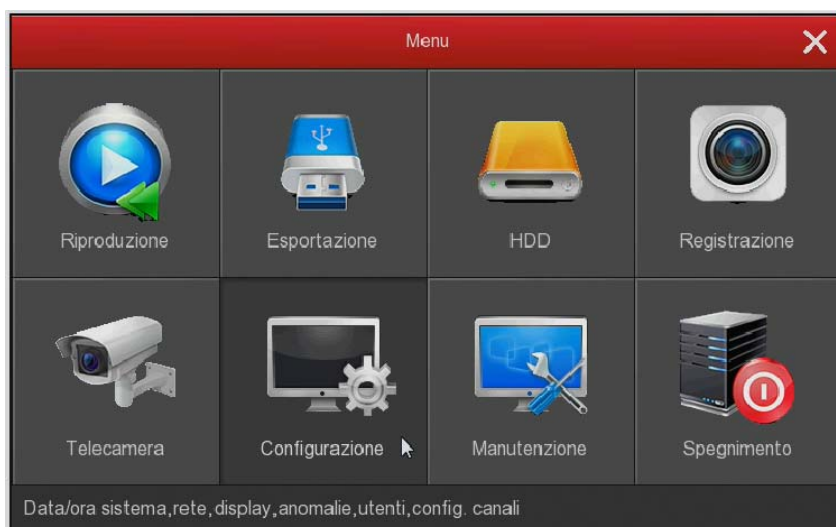 Menu
Riproduzione
Esportazione
HDD
Registrazione
Telecamera
Configurazione
Manutenzione
Spegnimento
Data/ora sistema,rete,display,anomalie,utenti,config. canali